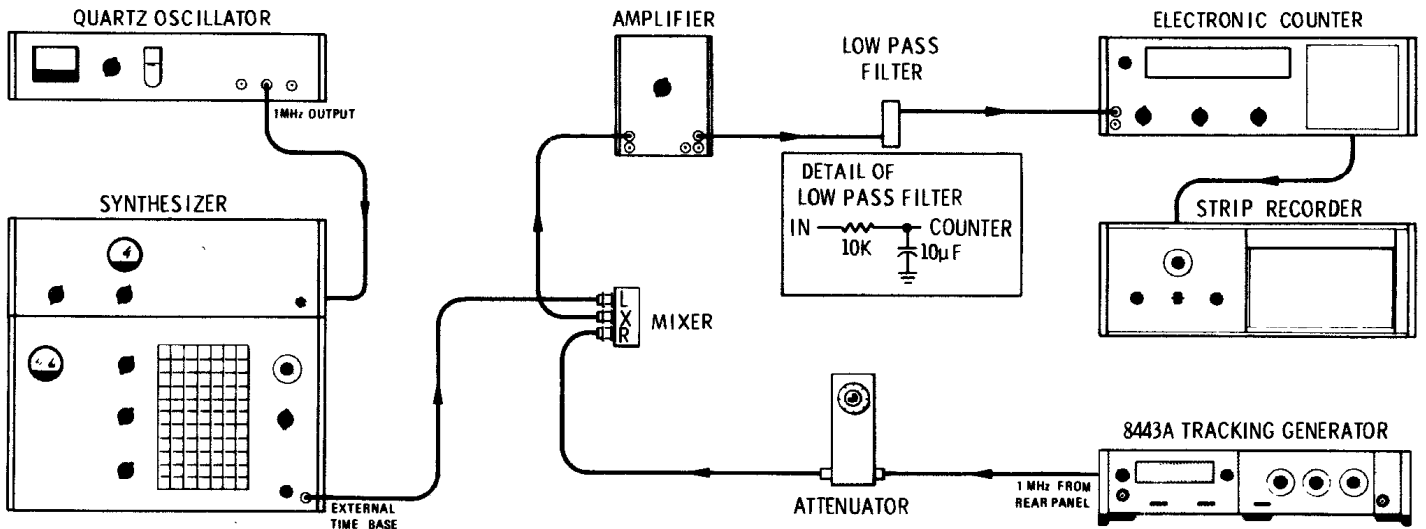 QUARTZ OSCILLATOR
1MHz OUTPUT
AMPLIFIER
LOW PASS
FILTER
ELECTRONIC COUNTER
DETAIL OF
LOW PASS FILTER
IN
COUNTER
10K
10µF
STRIP RECORDER
SYNTHESIZER
L
X
R
MIXER
EXTERNAL
TIME BASE
ATTENUATOR
8443A TRACKING GENERATOR
1 MHz FROM
REAR PANEL